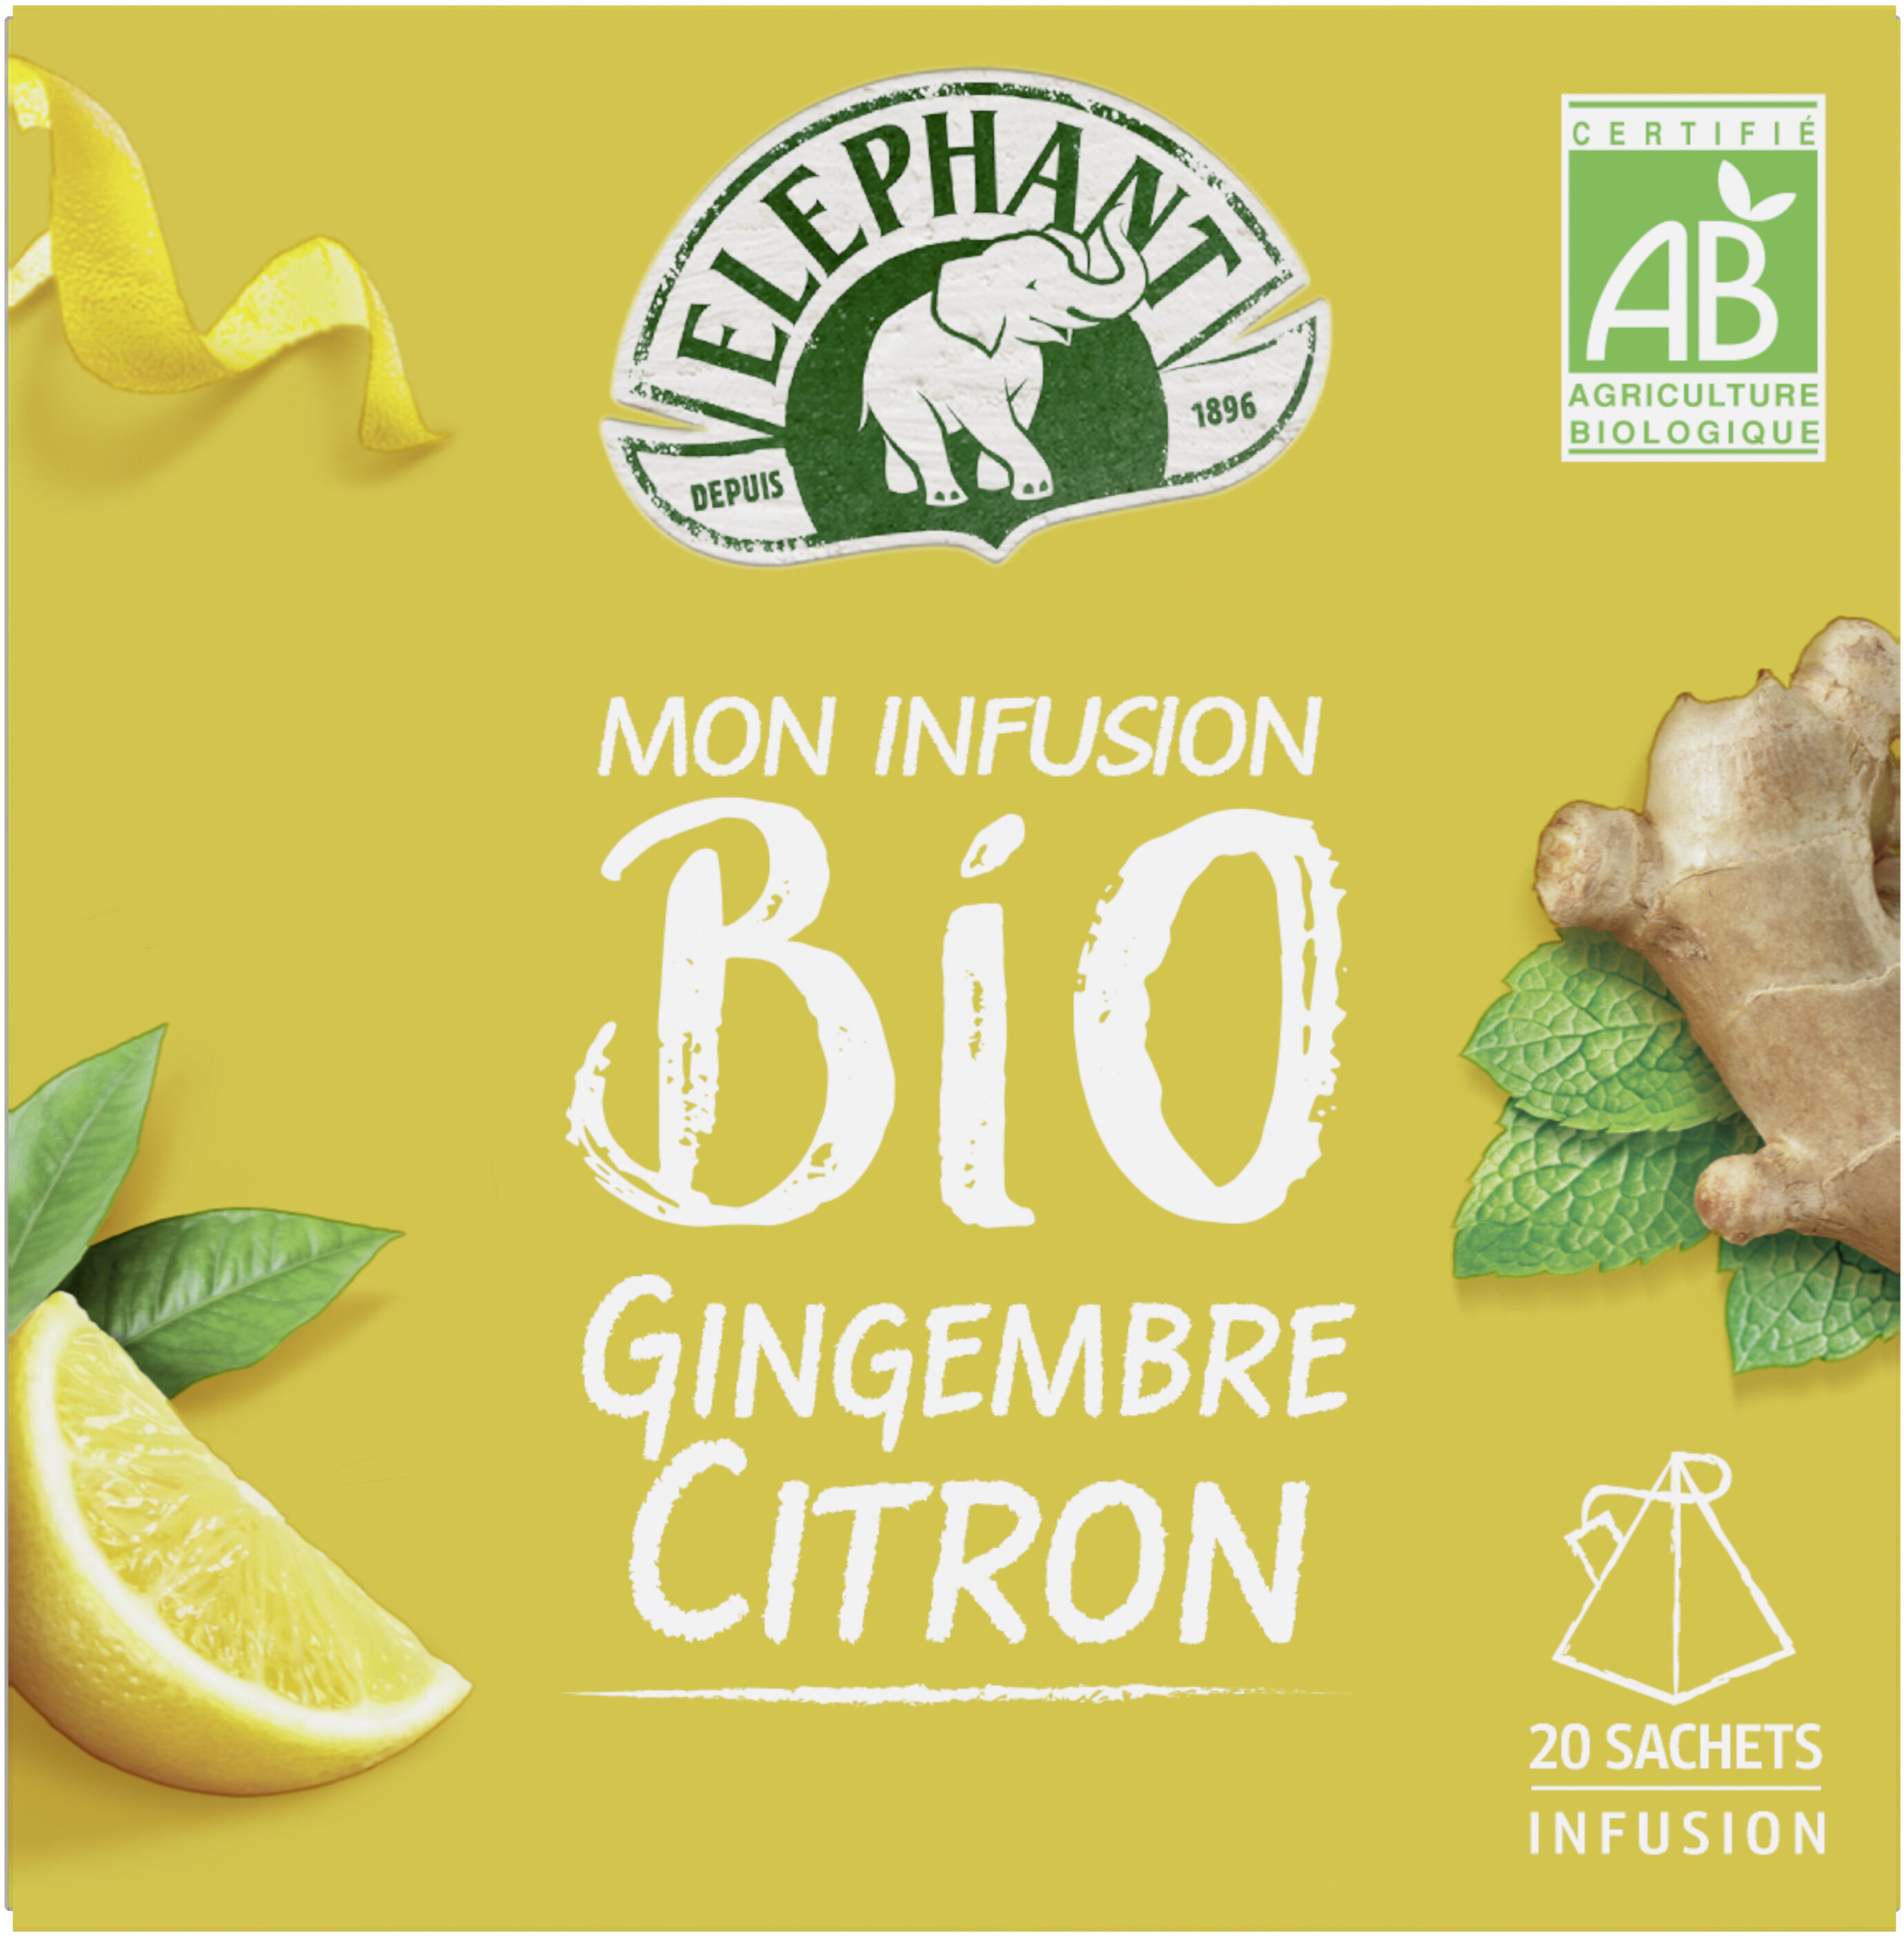 ELEPHANT
DEPUIS
1896
CERTIFIÉ
AB
AGRICULTURE
BIOLOGIQUE
MON INFUSION
BiO
GINGEMBRE
CITRON
20 SACHETS
INFUSION